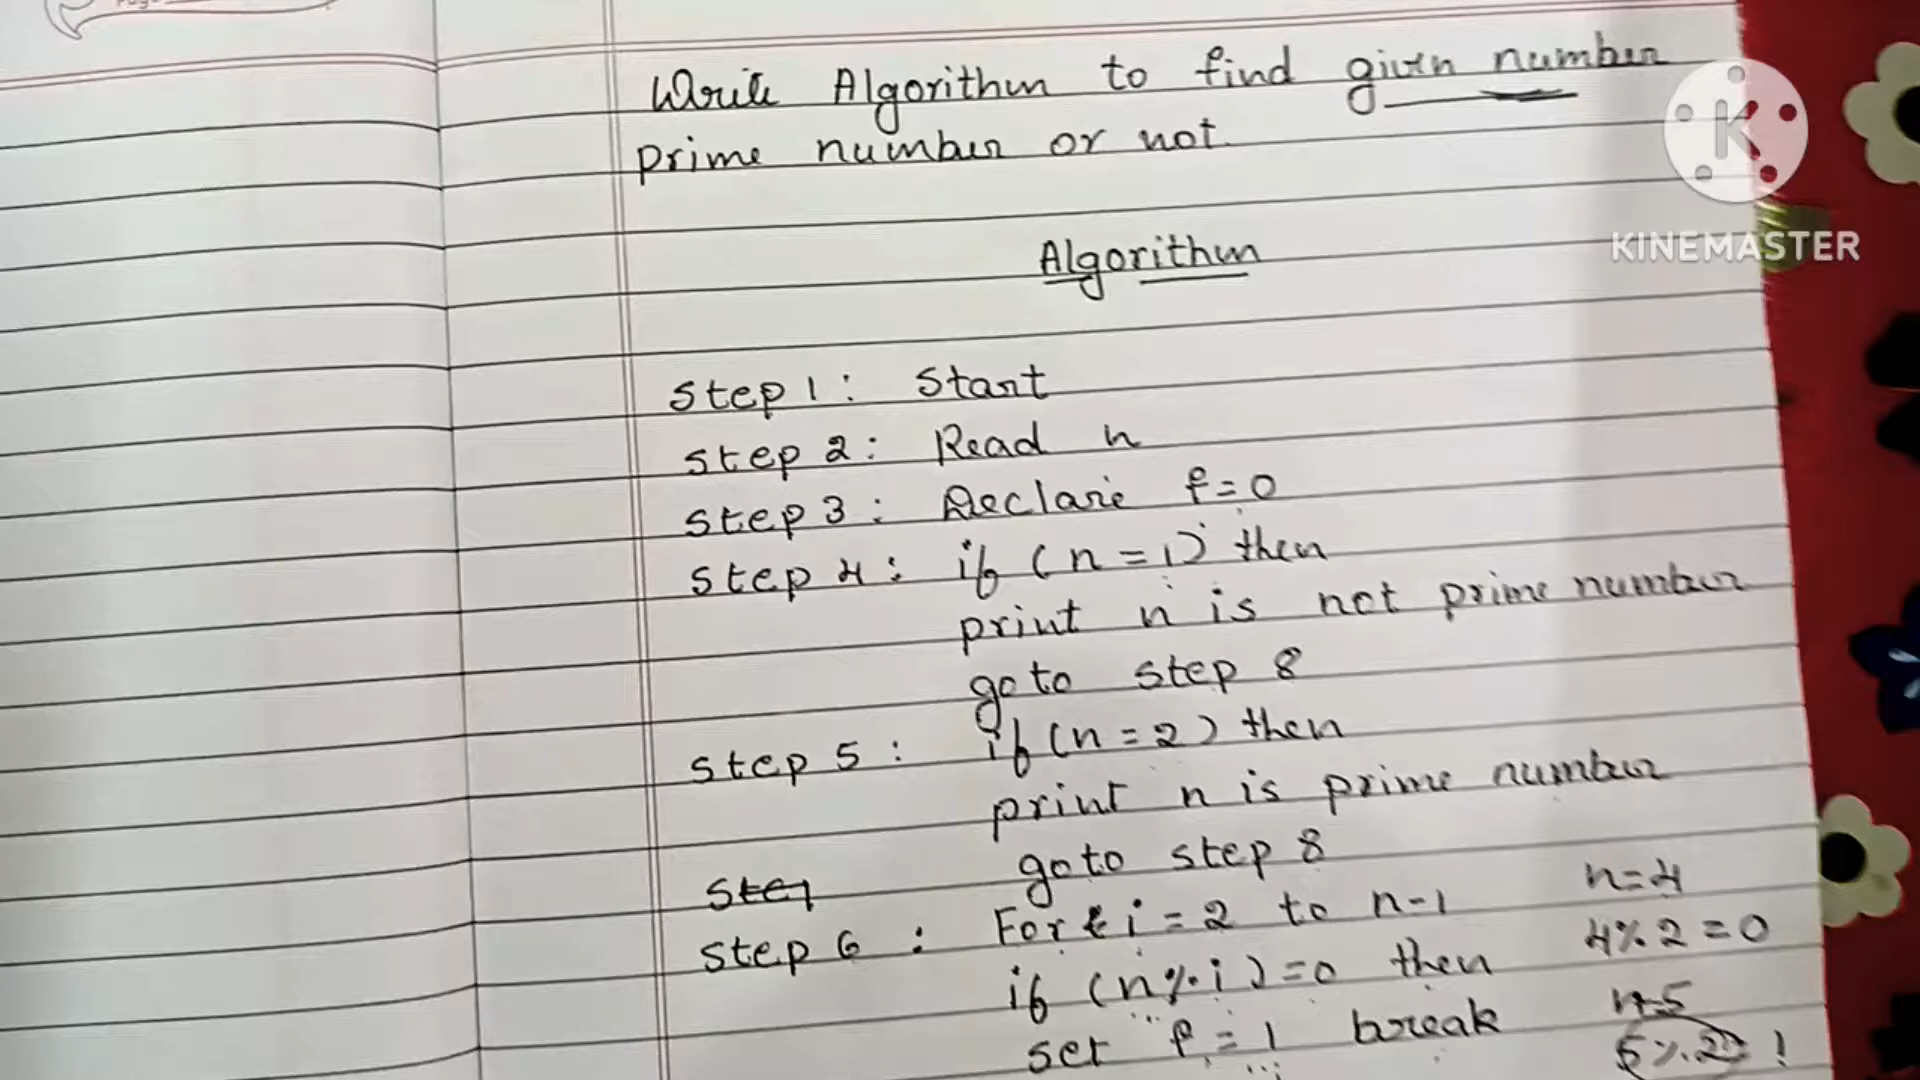 Write Algorithm to find given number
prime number or not.
K
KINEMASTER
Algorithm
Step 1 : Start
Step 2 : Read n
Step 3 : Declare f=0
Step 4 : if (n=1) then
print n is not prime number
goto step 8
Step 5 : if (n=2) then
print n is prime number
goto step 8
n=4
Step 6 : For i=2 to n-1
4%2=0
if (n%i)=0 then
n=5
set f=1 break
5%2